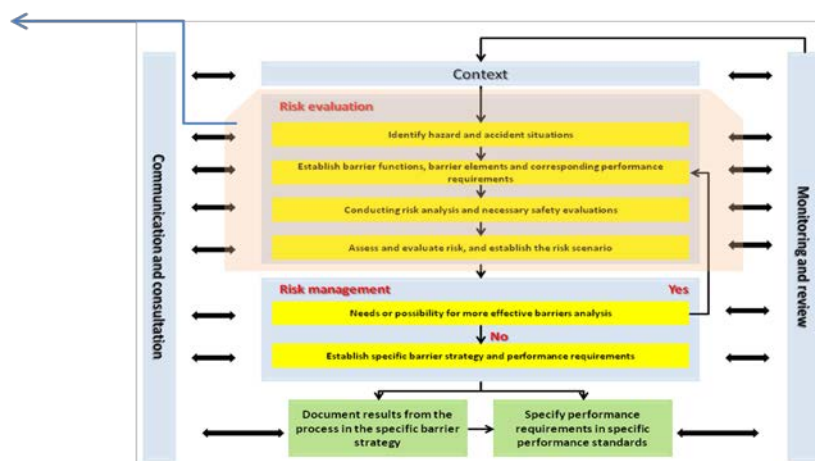 Context
Risk evaluation
Identify hazard and accident situations
Establish barrier functions, barrier elements and corresponding performance
requirements
Conducting risk analysis and necessary safety evaluations
Assess and evaluate risk, and establish the risk scenario
Risk management
Yes
Needs or possibility for more effective barriers analysis
No
Establish specific barrier strategy and performance requirements
Document results from the
process in the specific barrier
strategy
Specify performance
requirements in specific
performance standards
Communication and consultation
Monitoring and review